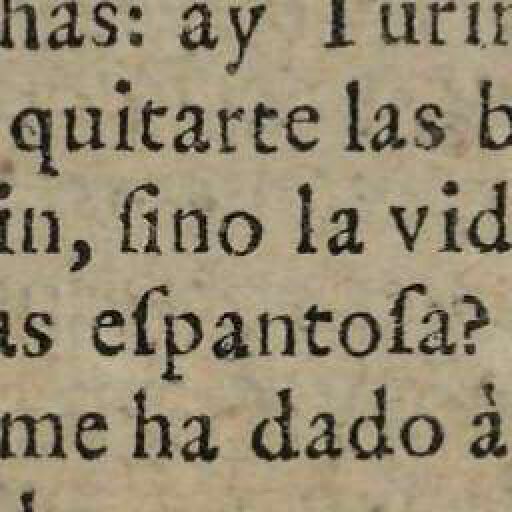 has: ay Turin
quitarte las b
in, ſino la vid
as eſpantoſa?
me ha dado à